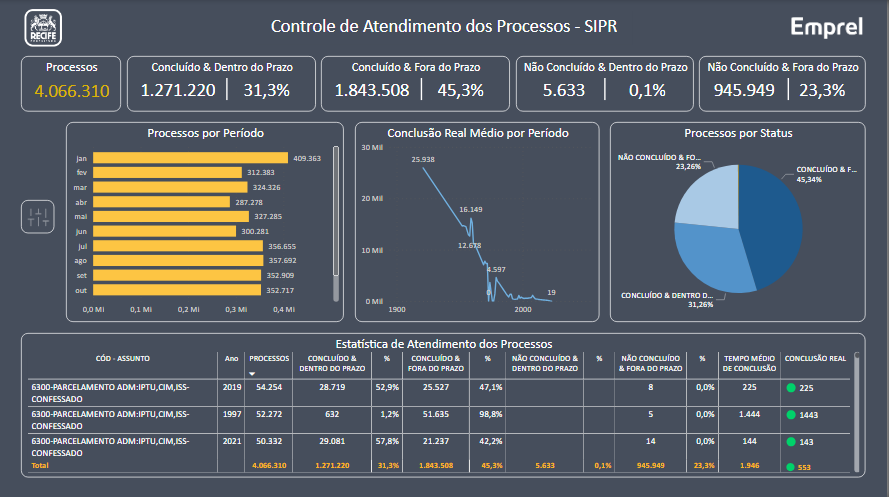 RECIFE
Controle de Atendimento dos Processos - SIPR
Emprel
Processos
4.066.310
Concluído & Dentro do Prazo
1.271.220 31,3%
Concluído & Fora do Prazo
1.843.508 45,3%
Não Concluído & Dentro do Prazo
5.633 0,1%
Não Concluído & Fora do Prazo
945.949 23,3%
Processos por Período
jan 409.363
fev 312.383
mar 324.326
abr 287.278
mai 327.285
jun 300.281
jul 356.655
ago 357.692
set 352.909
out 352.717
0,0 Mi 0,1 Mi 0,2 Mi 0,3 Mi 0,4 Mi
Conclusão Real Médio por Período
30 Mil
25.938
20 Mil
16.149
12.678
10 Mil
4.597
0
19
0 Mil
1900 2000
Processos por Status
NÃO CONCLUÍDO & FO...
23,26%
CONCLUÍDO & F...
45,34%
CONCLUÍDO & DENTRO D...
31,26%
Estatística de Atendimento dos Processos
CÓD - ASSUNTO Ano PROCESSOS CONCLUÍDO & DENTRO DO PRAZO % CONCLUÍDO & FORA DO PRAZO % NÃO CONCLUÍDO & DENTRO DO PRAZO % NÃO CONCLUÍDO & FORA DO PRAZO % TEMPO MÉDIO DE CONCLUSÃO CONCLUSÃO REAL
6300-PARCELAMENTO ADM:IPTU,CIM,ISS- 2019 54.254 28.719 52,9% 25.527 47,1% 8 0,0% 225 225
CONFESSADO
6300-PARCELAMENTO ADM:IPTU,CIM,ISS- 1997 52.272 632 1,2% 51.635 98,8% 5 0,0% 1.444 1443
CONFESSADO
6300-PARCELAMENTO ADM:IPTU,CIM,ISS- 2021 50.332 29.081 57,8% 21.237 42,2% 14 0,0% 144 143
CONFESSADO
Total 4.066.310 1.271.220 31,3% 1.843.508 45,3% 5.633 0,1% 945.949 23,3% 1.946 553